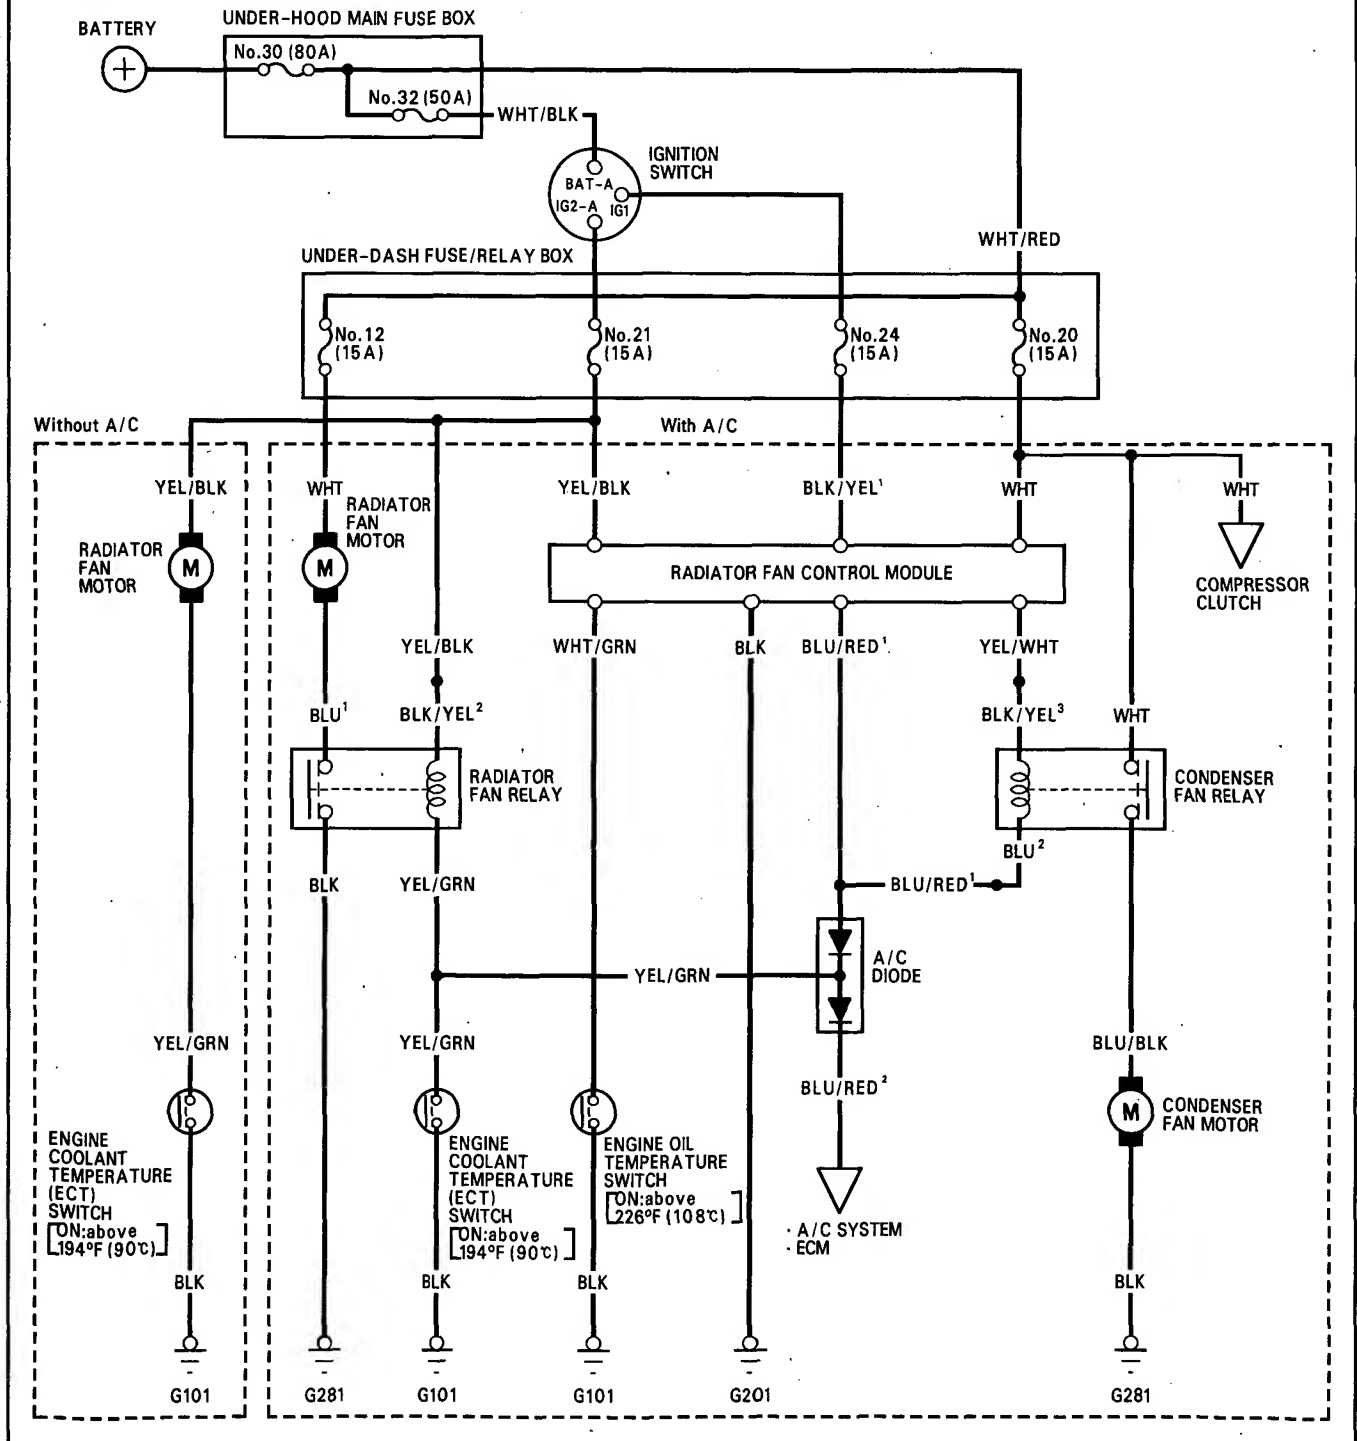 BATTERY
UNDER-HOOD MAIN FUSE BOX
No.30 (80A)
No.32 (50A)
WHT/BLK
IGNITION
SWITCH
BAT-A
IG2-A
IG1
WHT/RED
UNDER-DASH FUSE/RELAY BOX
No.12
(15A)
No.21
(15A)
No.24
(15A)
No.20
(15A)
Without A/C
With A/C
YEL/BLK
WHT
YEL/BLK
BLK/YEL¹
WHT
WHT
RADIATOR
FAN
MOTOR
M
RADIATOR
FAN
MOTOR
M
RADIATOR FAN CONTROL MODULE
COMPRESSOR
CLUTCH
YEL/BLK
WHT/GRN
BLK
BLU/RED¹
YEL/WHT
BLU¹
BLK/YEL²
BLK/YEL³
WHT
RADIATOR
FAN RELAY
CONDENSER
FAN RELAY
BLU²
BLK
YEL/GRN
BLU/RED¹
YEL/GRN
A/C
DIODE
YEL/GRN
YEL/GRN
BLU/BLK
BLU/RED²
M
CONDENSER
FAN MOTOR
ENGINE
COOLANT
TEMPERATURE
(ECT)
SWITCH
[ON:above
194°F (90℃)]
ENGINE
COOLANT
TEMPERATURE
(ECT)
SWITCH
[ON:above
194°F (90℃)]
ENGINE OIL
TEMPERATURE
SWITCH
[ON:above
226°F (108℃)]
· A/C SYSTEM
· ECM
BLK
BLK
BLK
BLK
G101
G281
G101
G101
G201
G281